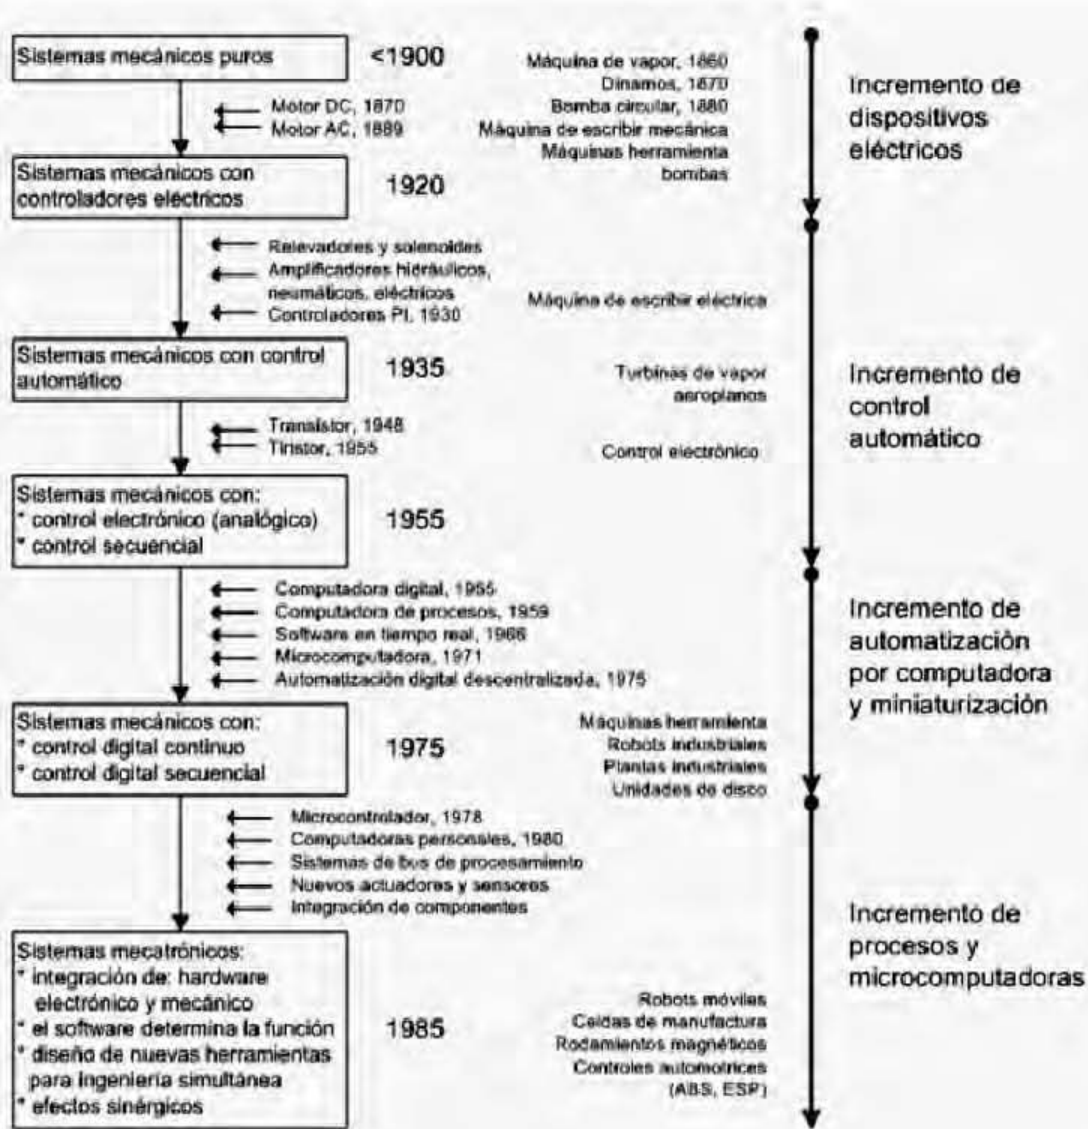 Sistemas mecánicos puros
<1900
Máquina de vapor, 1860
Dinamos, 1870
Bomba circular, 1880
Máquina de escribir mecánica
Máquinas herramienta
bombas
Incremento de
dispositivos
eléctricos
Motor DC, 1870
Motor AC, 1889
Sistemas mecánicos con
controladores eléctricos
1920
Relevadores y solenoides
Amplificadores hidráulicos,
neumáticos, eléctricos
Controladores PI, 1930
Máquina de escribir eléctrica
Sistemas mecánicos con control
automático
1935
Turbinas de vapor
aeroplanos
Incremento de
control
automático
Transistor, 1948
Tiristor, 1955
Control electrónico
Sistemas mecánicos con:
* control electrónico (analógico)
* control secuencial
1955
Computadora digital, 1955
Computadora de procesos, 1959
Software en tiempo real, 1966
Microcomputadora, 1971
Automatización digital descentralizada, 1975
Incremento de
automatización
por computadora
y miniaturización
Sistemas mecánicos con:
* control digital continuo
* control digital secuencial
1975
Máquinas herramienta
Robots industriales
Plantas industriales
Unidades de disco
Microcontrolador, 1978
Computadoras personales, 1980
Sistemas de bus de procesamiento
Nuevos actuadores y sensores
Integración de componentes
Incremento de
procesos y
microcomputadoras
Sistemas mecatrónicos:
* integración de: hardware
electrónico y mecánico
* el software determina la función
* diseño de nuevas herramientas
para ingeniería simultánea
* efectos sinérgicos
1985
Robots móviles
Celdas de manufactura
Rodamientos magnéticos
Controles automotrices
(ABS, ESP)